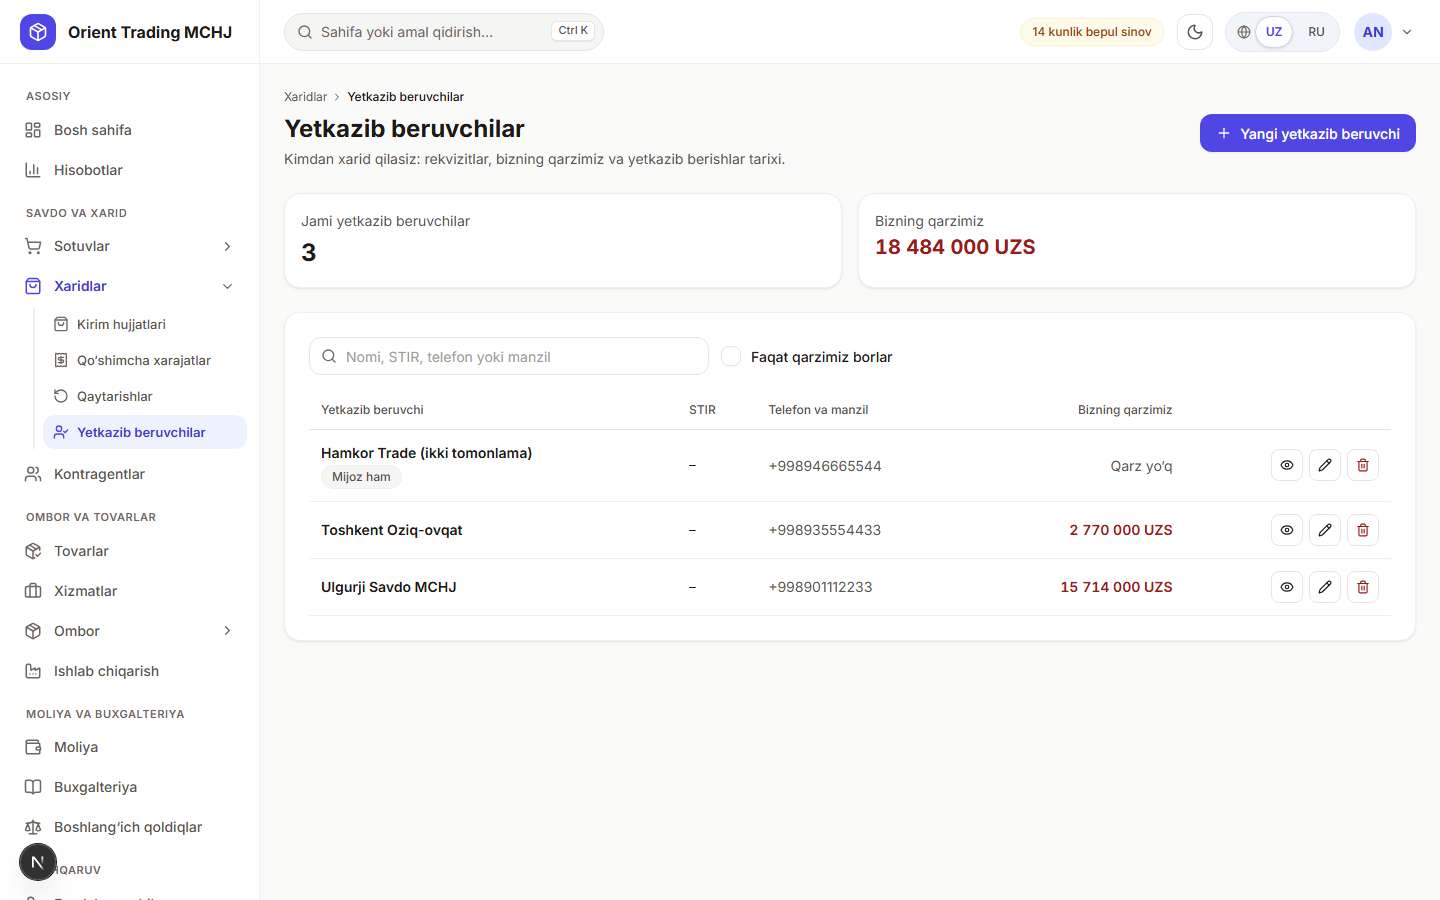 Orient Trading MCHJ
Sahifa yoki amal qidirish...
Ctrl K
14 kunlik bepul sinov
UZ
RU
AN
ASOSIY
Bosh sahifa
Hisobotlar
SAVDO VA XARID
Sotuvlar
Xaridlar
Kirim hujjatlari
Qo‘shimcha xarajatlar
Qaytarishlar
Yetkazib beruvchilar
Kontragentlar
OMBOR VA TOVARLAR
Tovarlar
Xizmatlar
Ombor
Ishlab chiqarish
MOLIYA VA BUXGALTERIYA
Moliya
Buxgalteriya
Boshlang‘ich qoldiqlar
N
Xaridlar > Yetkazib beruvchilar
Yetkazib beruvchilar
Kimdan xarid qilasiz: rekvizitlar, bizning qarzimiz va yetkazib berishlar tarixi.
+ Yangi yetkazib beruvchi
Jami yetkazib beruvchilar
3
Bizning qarzimiz
18 484 000 UZS
Nomi, STIR, telefon yoki manzil
Faqat qarzimiz borlar
Yetkazib beruvchi STIR Telefon va manzil Bizning qarzimiz
Hamkor Trade (ikki tomonlama) – +998946665544 Qarz yo‘q
Mijoz ham
Toshkent Oziq-ovqat – +998935554433 2 770 000 UZS
Ulgurji Savdo MCHJ – +998901112233 15 714 000 UZS